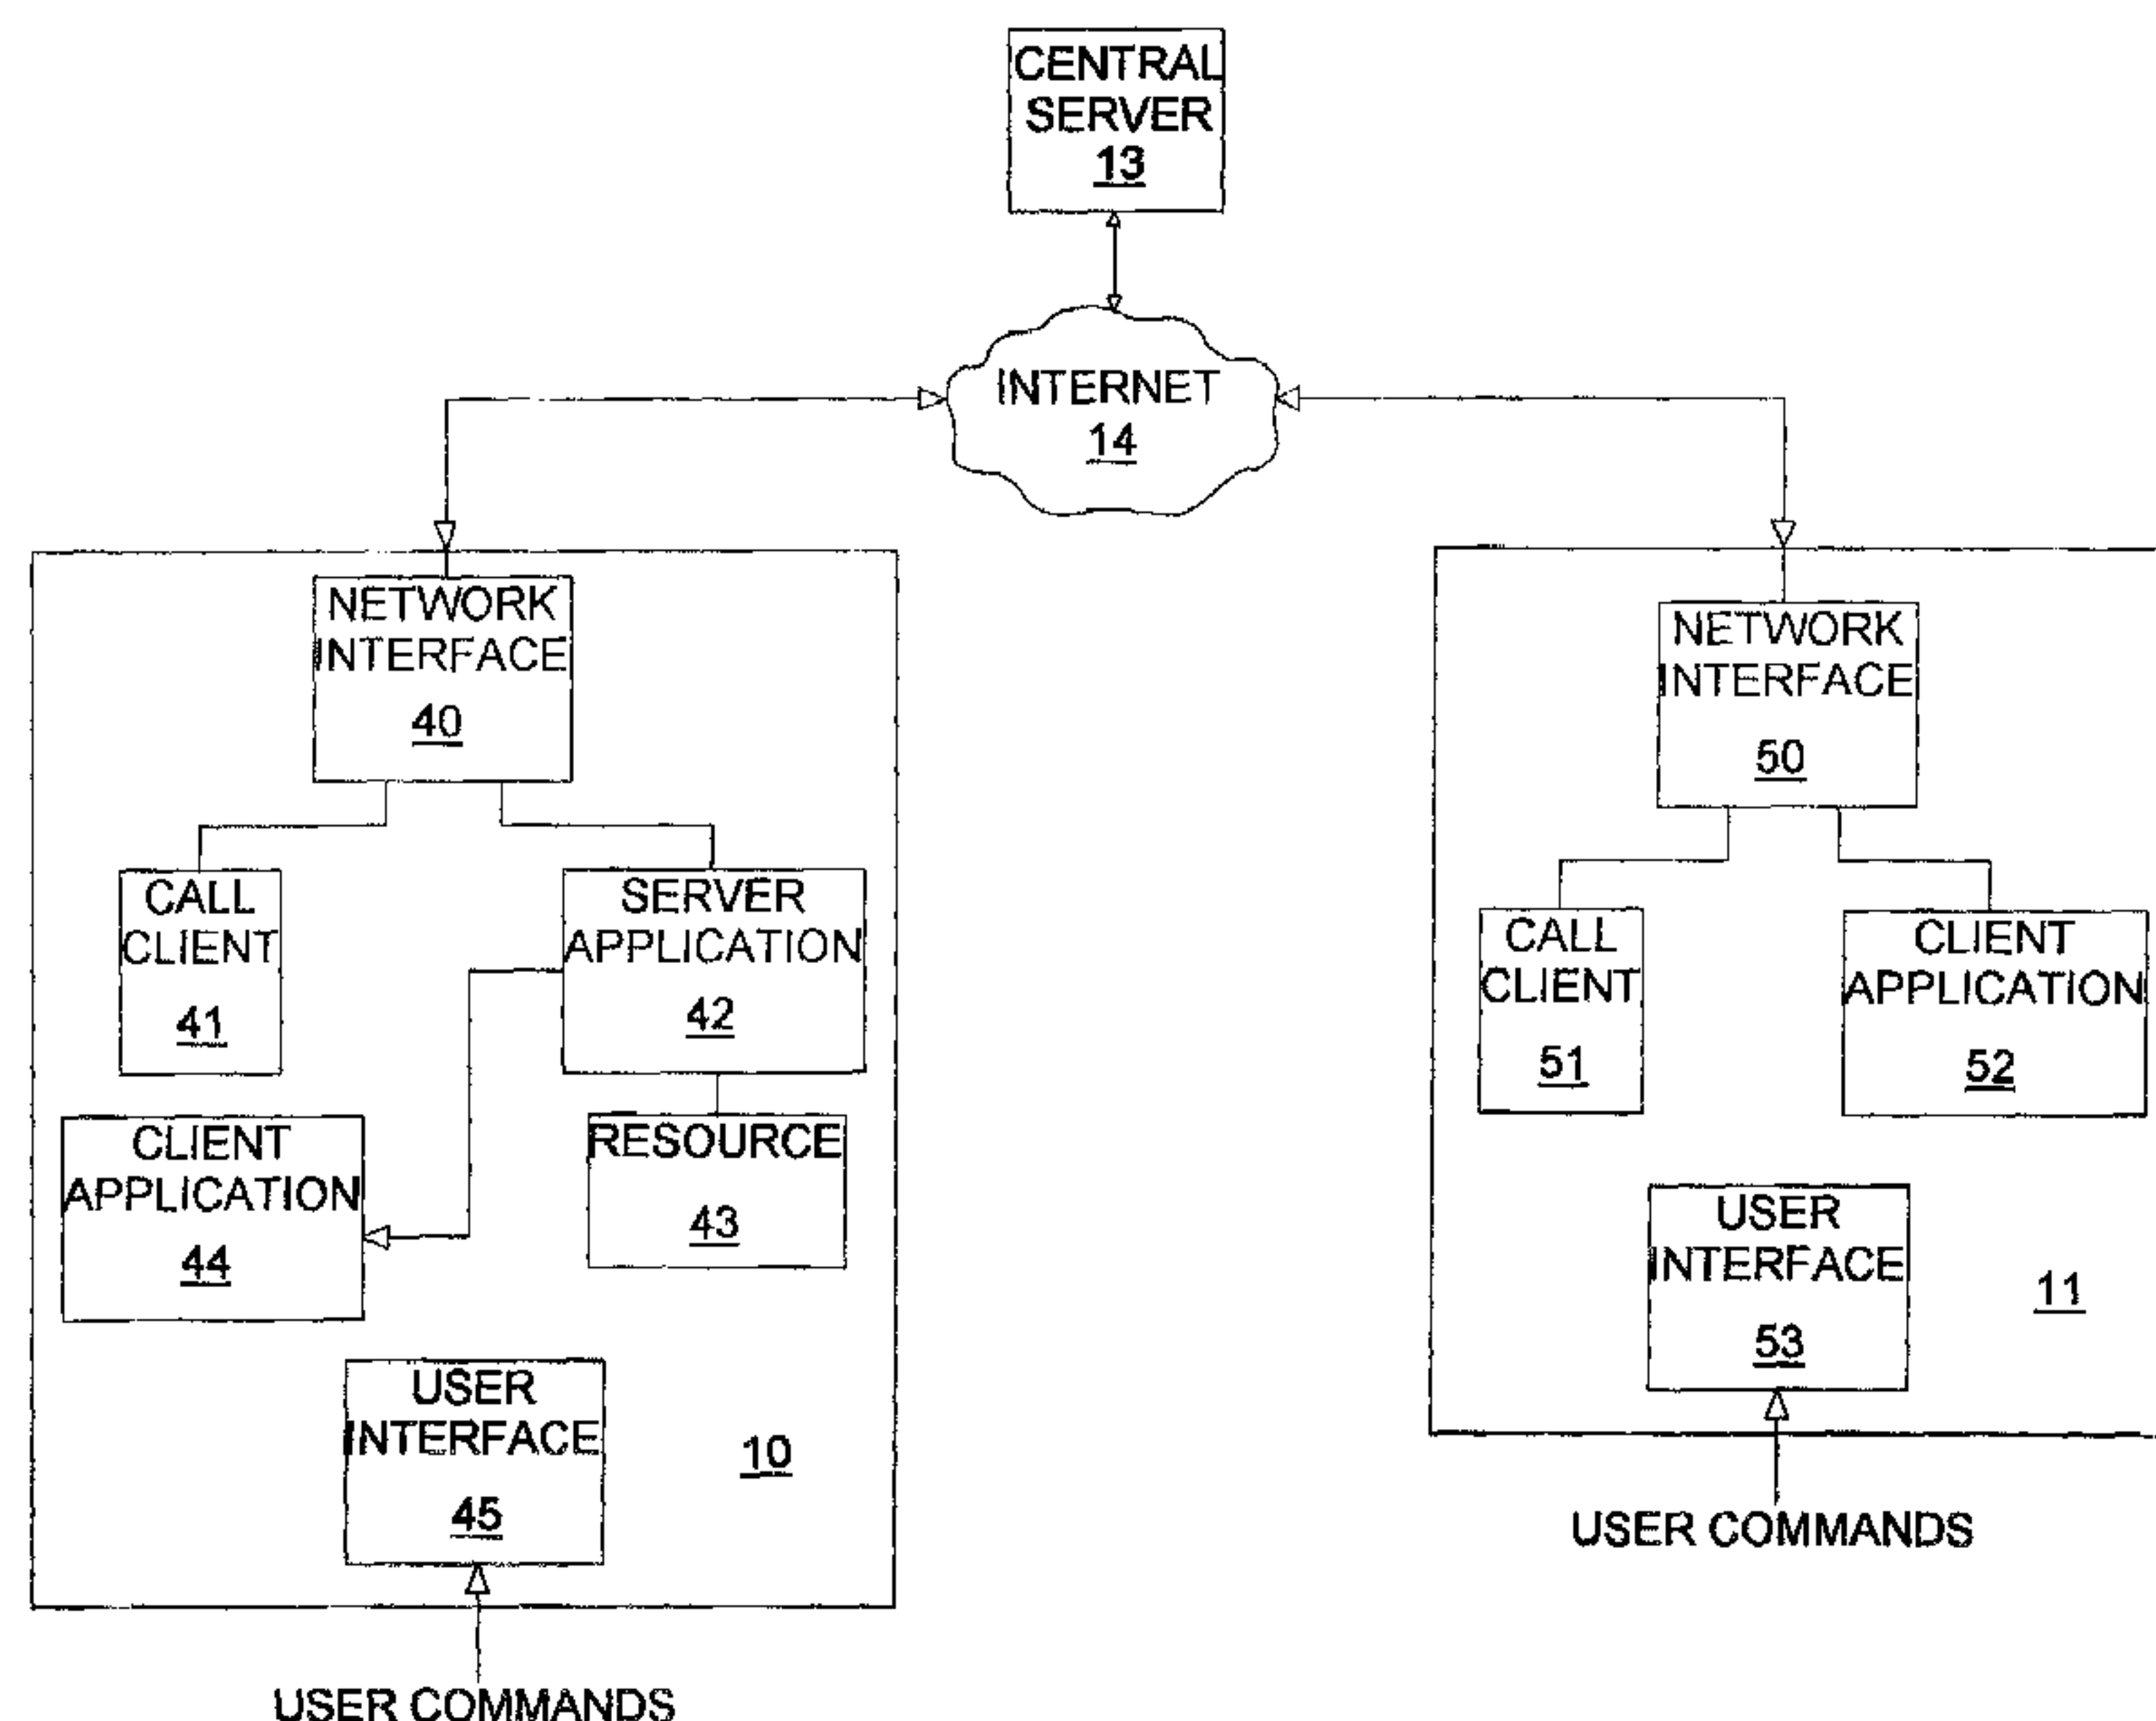 CENTRAL
SERVER
13
INTERNET
14
NETWORK
INTERFACE
40
CALL
CLIENT
41
SERVER
APPLICATION
42
CLIENT
APPLICATION
44
RESOURCE
43
USER
INTERFACE
45
10
USER COMMANDS
NETWORK
INTERFACE
50
CALL
CLIENT
51
CLIENT
APPLICATION
52
USER
INTERFACE
53
11
USER COMMANDS